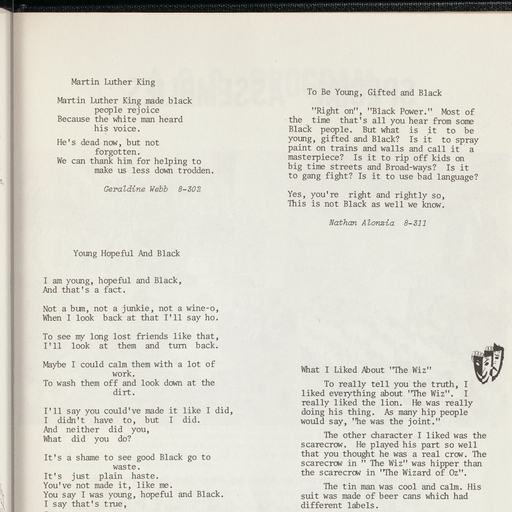 Martin Luther King
Martin Luther King made black
people rejoice
Because the white man heard
his voice.
He's dead now, but not
forgotten.
We can thank him for helping to
make us less down trodden.
Geraldine Webb 8-302
Young Hopeful And Black
I am young, hopeful and Black,
And that's a fact.
Not a bum, not a junkie, not a wine-o,
When I look back at that I'll say ho.
To see my long lost friends like that,
I'll look at them and turn back.
Maybe I could calm them with a lot of
work.
To wash them off and look down at the
dirt.
I'll say you could've made it like I did,
I didn't have to, but I did.
And neither did you,
What did you do?
It's a shame to see good Black go to
waste.
It's just plain haste.
You've not made it, like me.
You say I was young, hopeful and Black.
I say that's true,
To Be Young, Gifted and Black
"Right on", "Black Power." Most of
the time that's all you hear from some
Black people. But what is it to be
young, gifted and Black? Is it to spray
paint on trains and walls and call it a
masterpiece? Is it to rip off kids on
big time streets and Broad-ways? Is it
to gang fight? Is it to use bad language?
Yes, you're right and rightly so,
This is not Black as well we know.
Nathan Alonzia 8-311
What I Liked About "The Wiz"
To really tell you the truth, I
liked everything about "The Wiz". I
really liked the lion. He was really
doing his thing. As many hip people
would say, "he was the joint."
The other character I liked was the
scarecrow. He played his part so well
that you thought he was a real crow. The
scarecrow in " The Wiz" was hipper than
the scarecrow in "The Wizard of Oz".
The tin man was cool and calm. His
suit was made of beer cans which had
different labels.